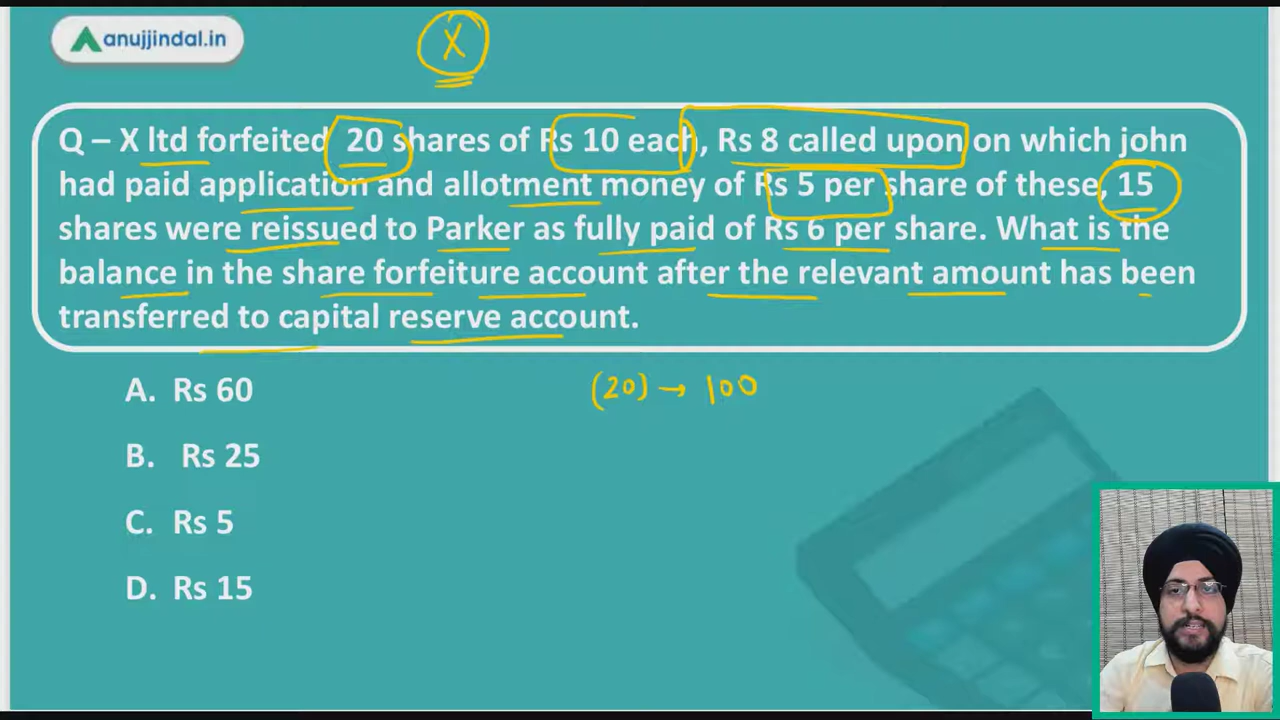 anujjindal.in
X
Q – X ltd forfeited 20 shares of Rs 10 each, Rs 8 called upon on which john
had paid application and allotment money of Rs 5 per share of these, 15
shares were reissued to Parker as fully paid of Rs 6 per share. What is the
balance in the share forfeiture account after the relevant amount has been
transferred to capital reserve account.
A. Rs 60
(20) → 100
B. Rs 25
C. Rs 5
D. Rs 15